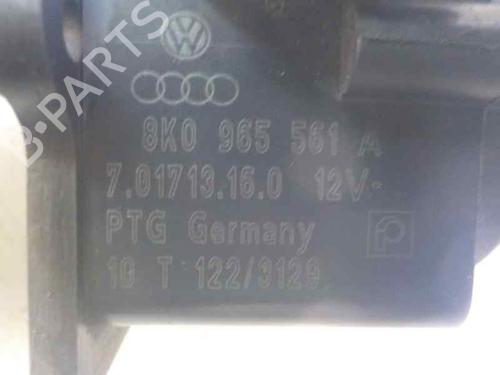 B-PARTS
8K0 965 561 A
7.01713.16.0 12V-
PTG Germany
10 T 122/3129